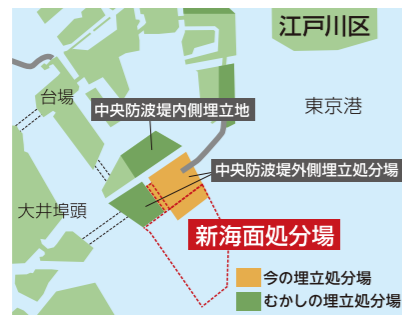 江戸川区
台場
中央防波堤内側埋立地
東京港
中央防波堤外側埋立処分場
大井埠頭
新海面処分場
今の埋立処分場
むかしの埋立処分場